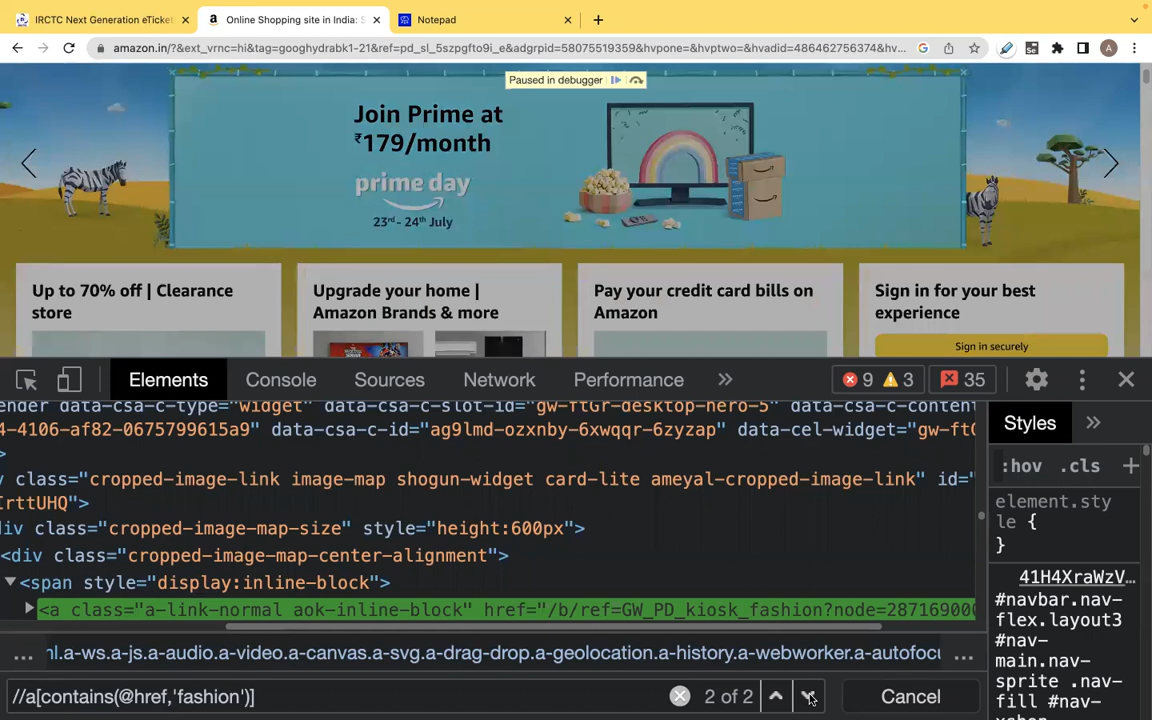 IRCTC Next Generation eTicket
Online Shopping site in India: S
Notepad
amazon.in/?&ext_vrnc=hi&tag=googhydrabk1-21&ref=pd_sl_5szpgfto9i_e&adgrpid=58075519359&hvpone=&hvptwo=&hvadid=486462756374&hv...
A
Paused in debugger
Join Prime at
₹179/month
prime day
23rd - 24th July
Up to 70% off | Clearance
store
Upgrade your home |
Amazon Brands & more
Pay your credit card bills on
Amazon
Sign in for your best
experience
Sign in securely
Elements
Console
Sources
Network
Performance
9
3
35
ender data-csa-c-type="widget" data-csa-c-slot-id="gw-ftGr-desktop-hero-5" data-csa-c-content
4-4106-af82-0675799615a9" data-csa-c-id="ag9lmd-ozxnby-6xwqqr-6zyzap" data-cel-widget="gw-ft
>
class="cropped-image-link image-map shogun-widget card-lite ameyal-cropped-image-link" id="
IrttUHQ">
div class="cropped-image-map-size" style="height:600px">
<div class="cropped-image-map-center-alignment">
<span style="display:inline-block">
<a class="a-link-normal aok-inline-block" href="/b/ref=GW_PD_kiosk_fashion?node=287169000
Styles
:hov .cls
element.sty
le {
}
41H4XraWzV…
#navbar.nav-
flex.layout3
#nav-
main.nav-
sprite .nav-
fill #nav-
xshop
... nl.a-ws.a-js.a-audio.a-video.a-canvas.a-svg.a-drag-drop.a-geolocation.a-history.a-webworker.a-autofocu ...
//a[contains(@href,'fashion')]
2 of 2
Cancel